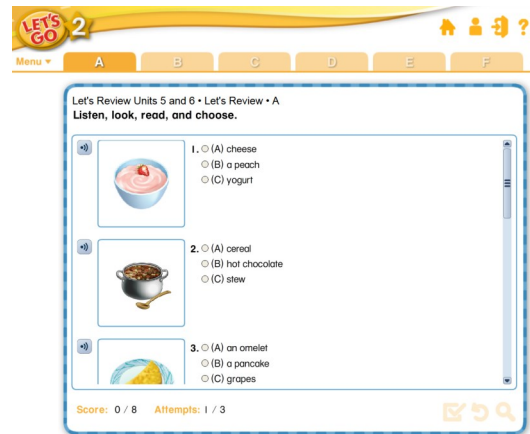 LET'S GO 2
?
Menu ▼ A B C D E F
Let's Review Units 5 and 6 • Let's Review • A
Listen, look, read, and choose.
1. (A) cheese
(B) a peach
(C) yogurt
2. (A) cereal
(B) hot chocolate
(C) stew
3. (A) an omelet
(B) a pancake
(C) grapes
Score: 0 / 8 Attempts: 1 / 3